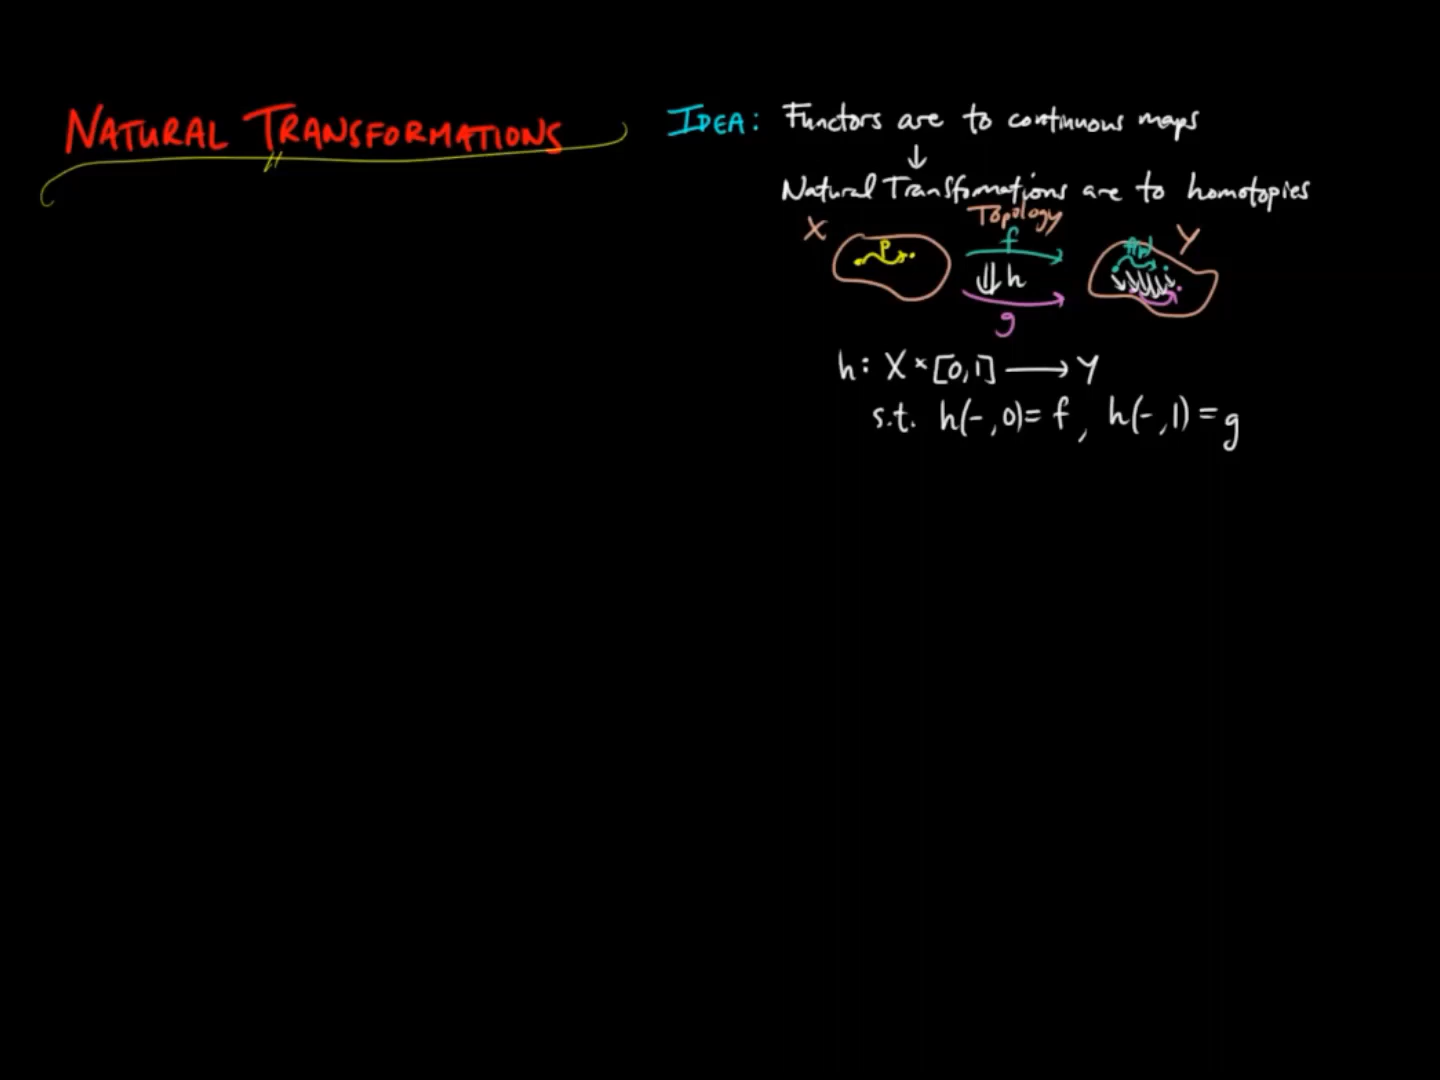 NATURAL TRANSFORMATIONS
IDEA: Functors are to continuous maps
↓
Natural Transformations are to homotopies
Topology
X p f f(p) Y
⇓ h
g
h: X × [0,1] ⟶ Y
s.t. h(-,0)= f, h(-,1) = g